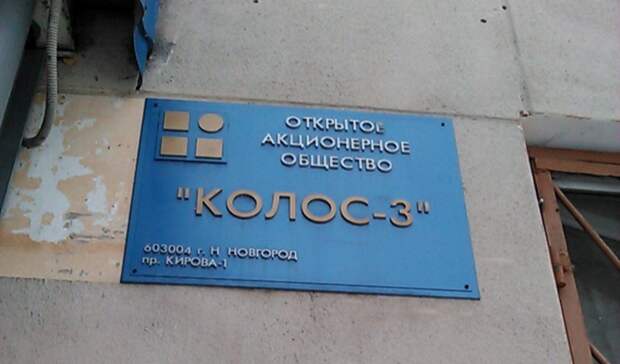 ОТКРЫТОЕ
АКЦИОНЕРНОЕ
ОБЩЕСТВО
"КОЛОС-3"
603004 г. Н НОВГОРОД
пр. КИРОВА-1